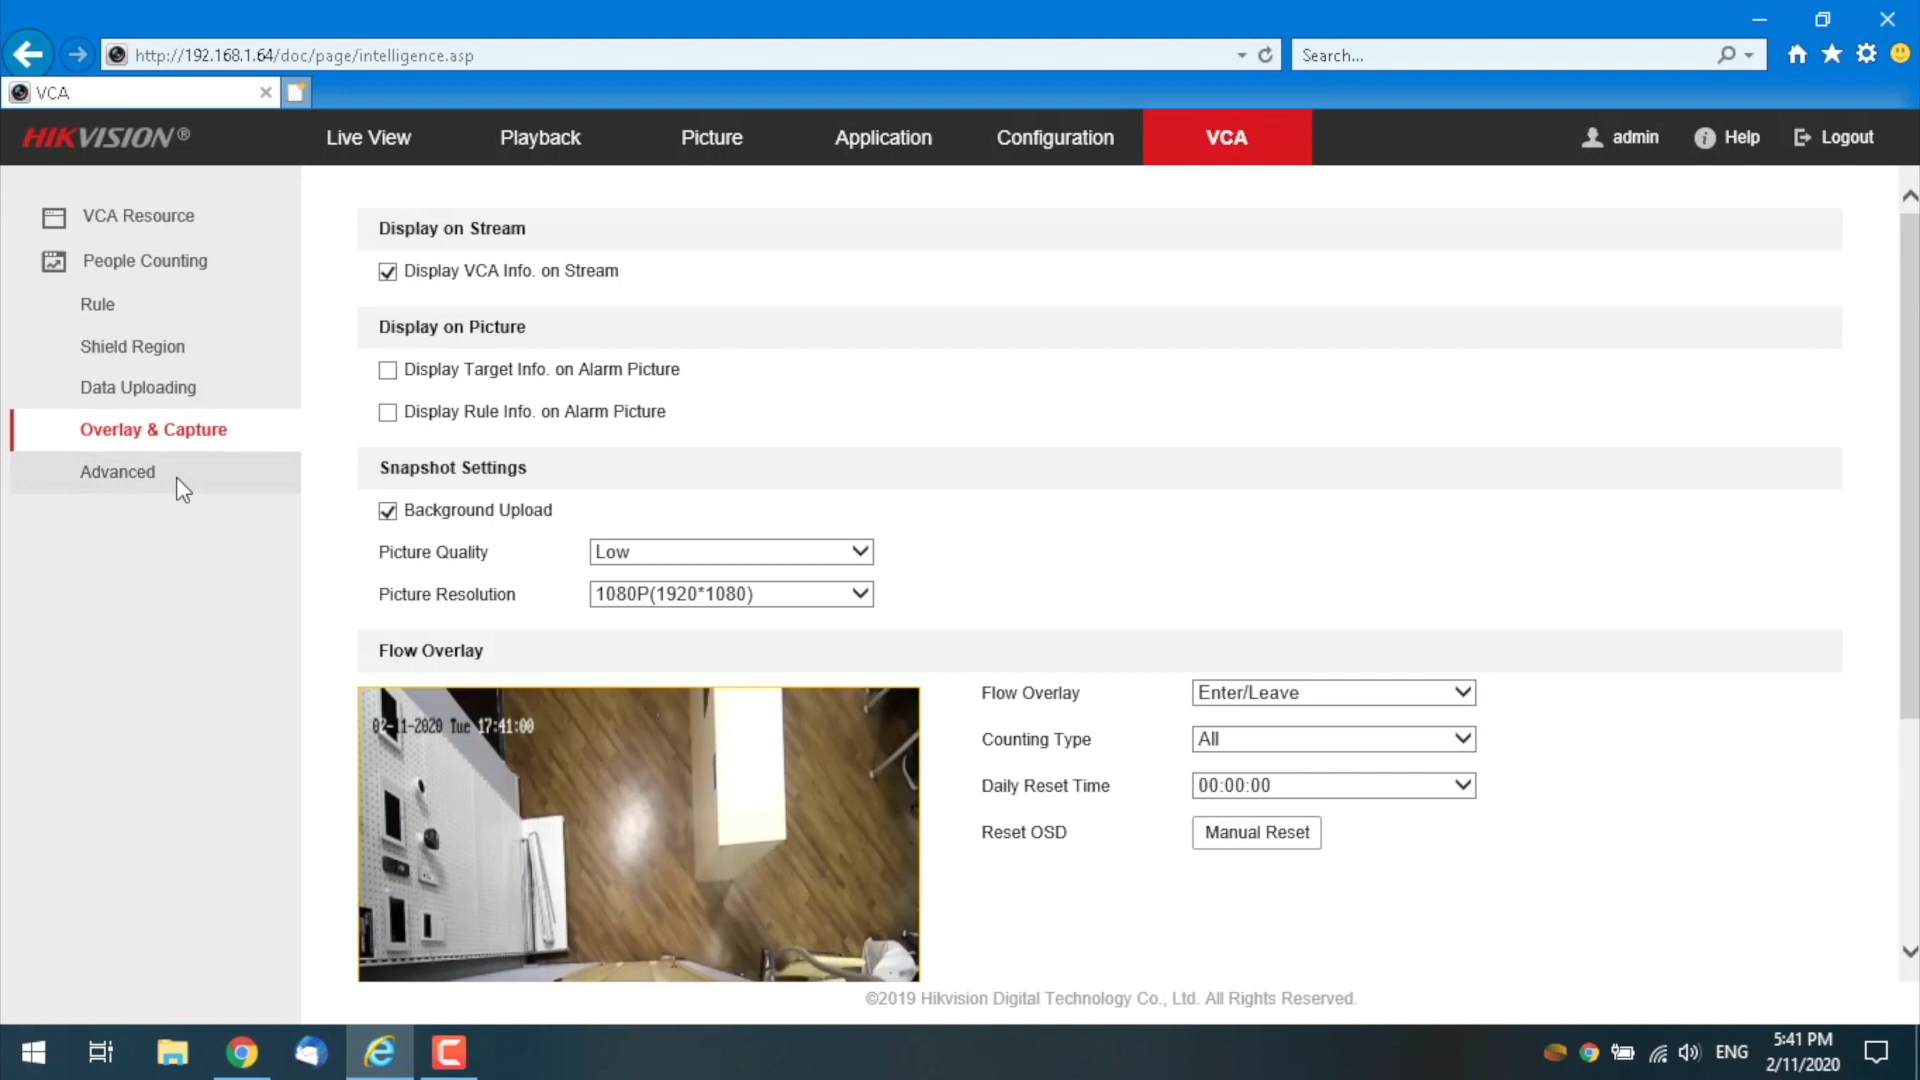 http://192.168.1.64/doc/page/intelligence.asp
Search...
VCA
HIKVISION®
Live View
Playback
Picture
Application
Configuration
VCA
admin
Help
Logout
VCA Resource
People Counting
Rule
Shield Region
Data Uploading
Overlay & Capture
Advanced
Display on Stream
Display VCA Info. on Stream
Display on Picture
Display Target Info. on Alarm Picture
Display Rule Info. on Alarm Picture
Snapshot Settings
Background Upload
Picture Quality Low
Picture Resolution 1080P(1920*1080)
Flow Overlay
02-11-2020 Tue 17:41:00
Flow Overlay Enter/Leave
Counting Type All
Daily Reset Time 00:00:00
Reset OSD Manual Reset
©2019 Hikvision Digital Technology Co., Ltd. All Rights Reserved.
ENG
5:41 PM
2/11/2020